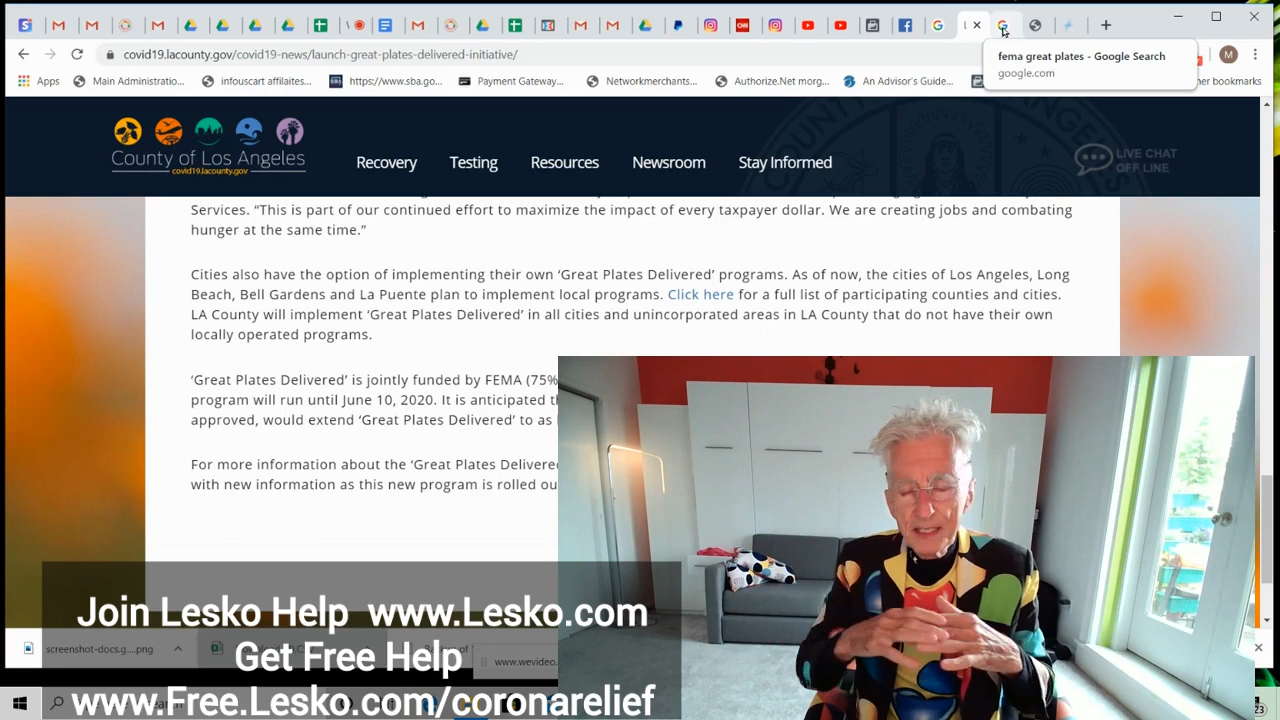 covid19.lacounty.gov/covid19-news/launch-great-plates-delivered-initiative/
fema great plates - Google Search
google.com
M
Apps
Main Administratio...
infouscart affilaites...
https://www.sba.go...
Payment Gateway...
Networkmerchants...
Authorize.Net morg...
An Advisor's Guide...
her bookmarks
County of Los Angeles
covid19.lacounty.gov
Recovery
Testing
Resources
Newsroom
Stay Informed
LIVE CHAT
OFF LINE
Services. “This is part of our continued effort to maximize the impact of every taxpayer dollar. We are creating jobs and combating
hunger at the same time.”
Cities also have the option of implementing their own ‘Great Plates Delivered’ programs. As of now, the cities of Los Angeles, Long
Beach, Bell Gardens and La Puente plan to implement local programs. Click here for a full list of participating counties and cities.
LA County will implement ‘Great Plates Delivered’ in all cities and unincorporated areas in LA County that do not have their own
locally operated programs.
‘Great Plates Delivered’ is jointly funded by FEMA (75%
program will run until June 10, 2020. It is anticipated th
approved, would extend ‘Great Plates Delivered’ to as
For more information about the ‘Great Plates Delivere
with new information as this new program is rolled ou
Join Lesko Help www.Lesko.com
Get Free Help
www.Free.Lesko.com/coronarelief
screenshot-docs.g....png
www.wevideo.
23